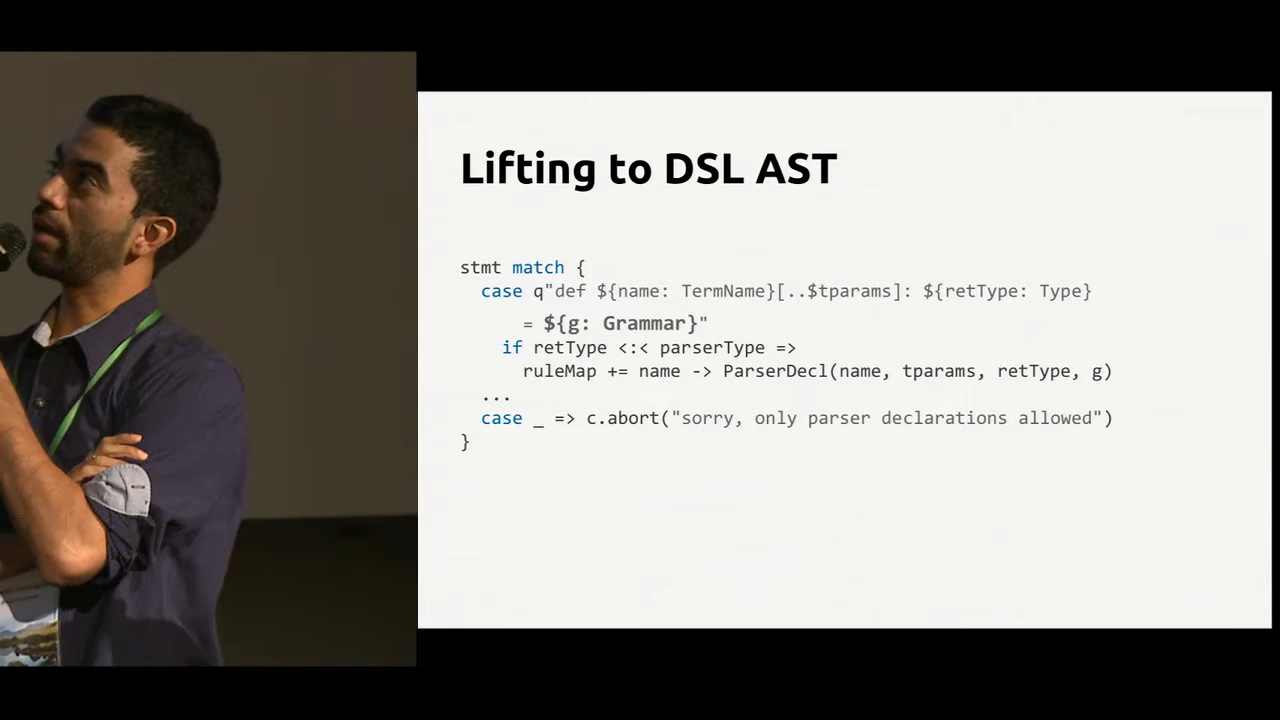 Lifting to DSL AST
stmt match {
case q"def ${name: TermName}[..$tparams]: ${retType: Type}
= ${g: Grammar}"
if retType <:< parserType =>
ruleMap += name -> ParserDecl(name, tparams, retType, g)
...
case _ => c.abort("sorry, only parser declarations allowed")
}